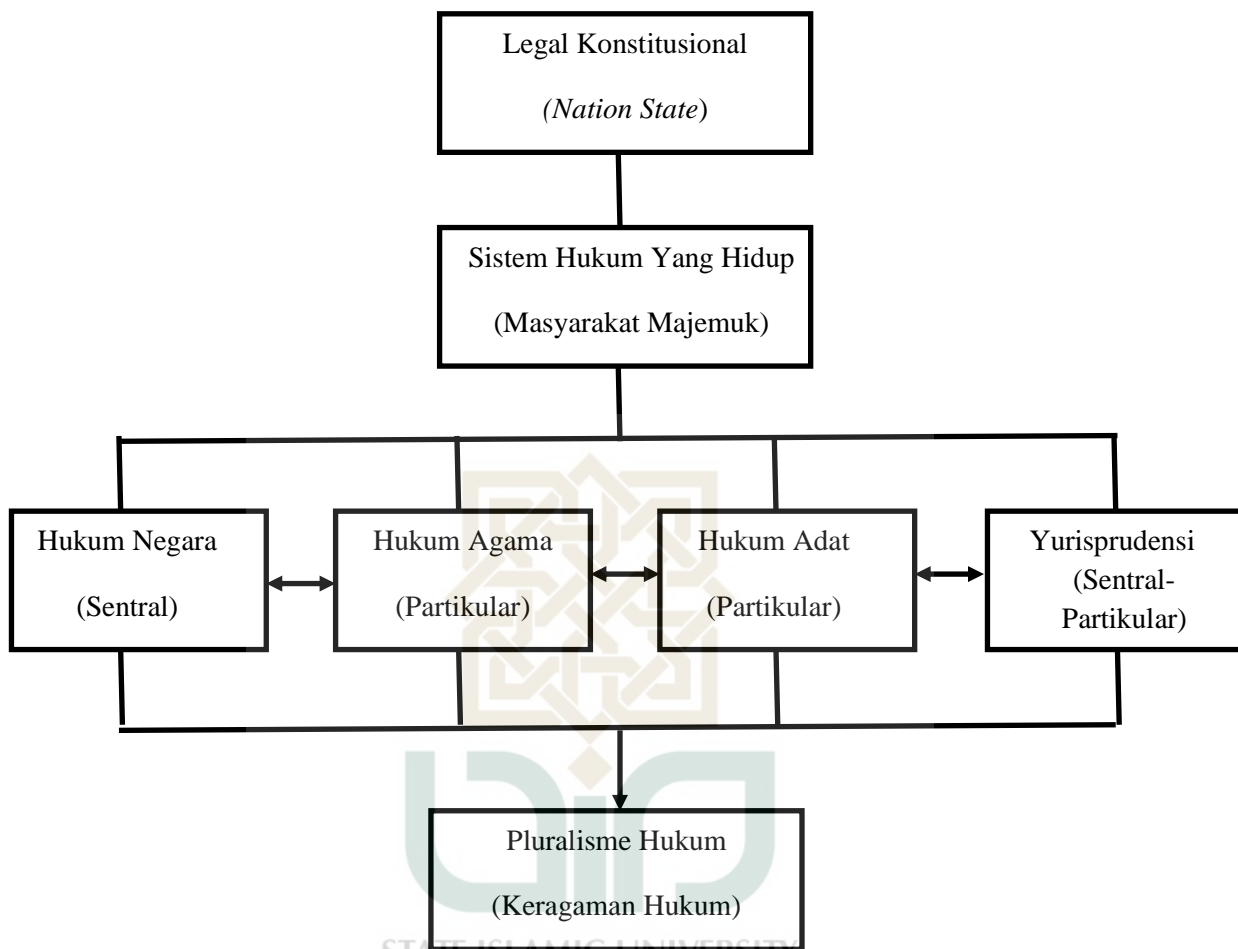 Legal Konstitusional
(Nation State)
Sistem Hukum Yang Hidup
(Masyarakat Majemuk)
Hukum Negara
(Sentral)
Hukum Agama
(Partikular)
Hukum Adat
(Partikular)
Yurisprudensi
(Sentral-
Partikular)
Pluralisme Hukum
(Keragaman Hukum)
STATE ISLAMIC UNIVERSITY